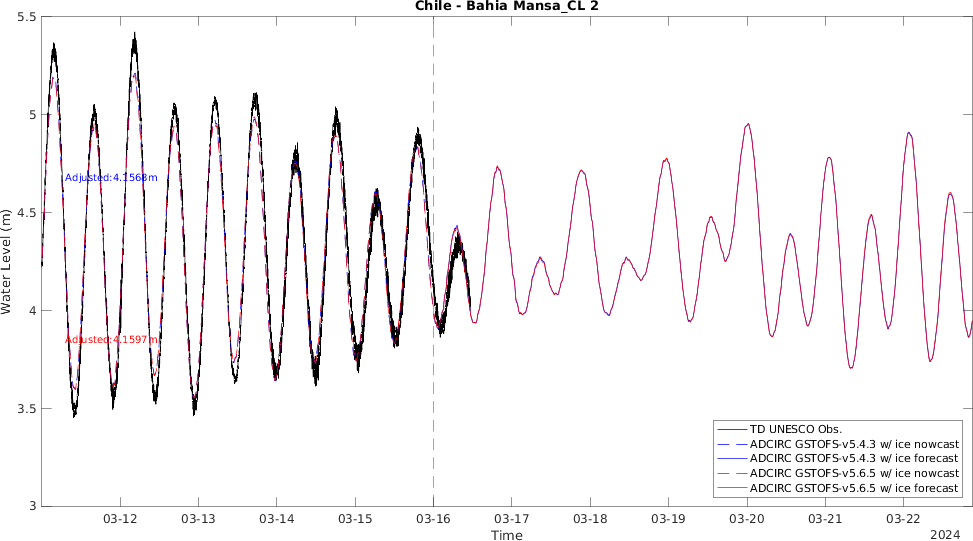 Chile - Bahia Mansa_CL 2
5.5
5
4.5
4
3.5
3
Water Level (m)
Adjusted:4.1568m
Adjusted:4.1597m
TD UNESCO Obs.
ADCIRC GSTOFS-v5.4.3 w/ ice nowcast
ADCIRC GSTOFS-v5.4.3 w/ ice forecast
ADCIRC GSTOFS-v5.6.5 w/ ice nowcast
ADCIRC GSTOFS-v5.6.5 w/ ice forecast
03-12 03-13 03-14 03-15 03-16 03-17 03-18 03-19 03-20 03-21 03-22
Time
2024